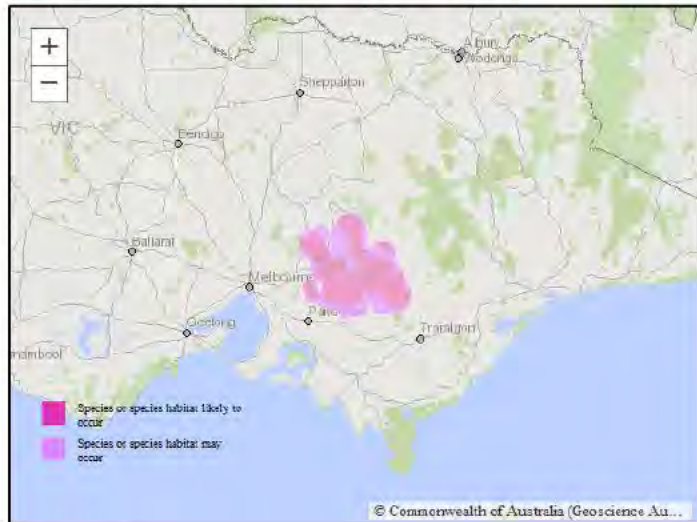 +
−
Albury
Wodonga
Shepparton
VIC
Bendigo
Ballarat
Melbourne
Geelong
Traralgon
rnambool
Species or species habitat likely to
occur
Species or species habitat may
occur
© Commonwealth of Australia (Geoscience Au...